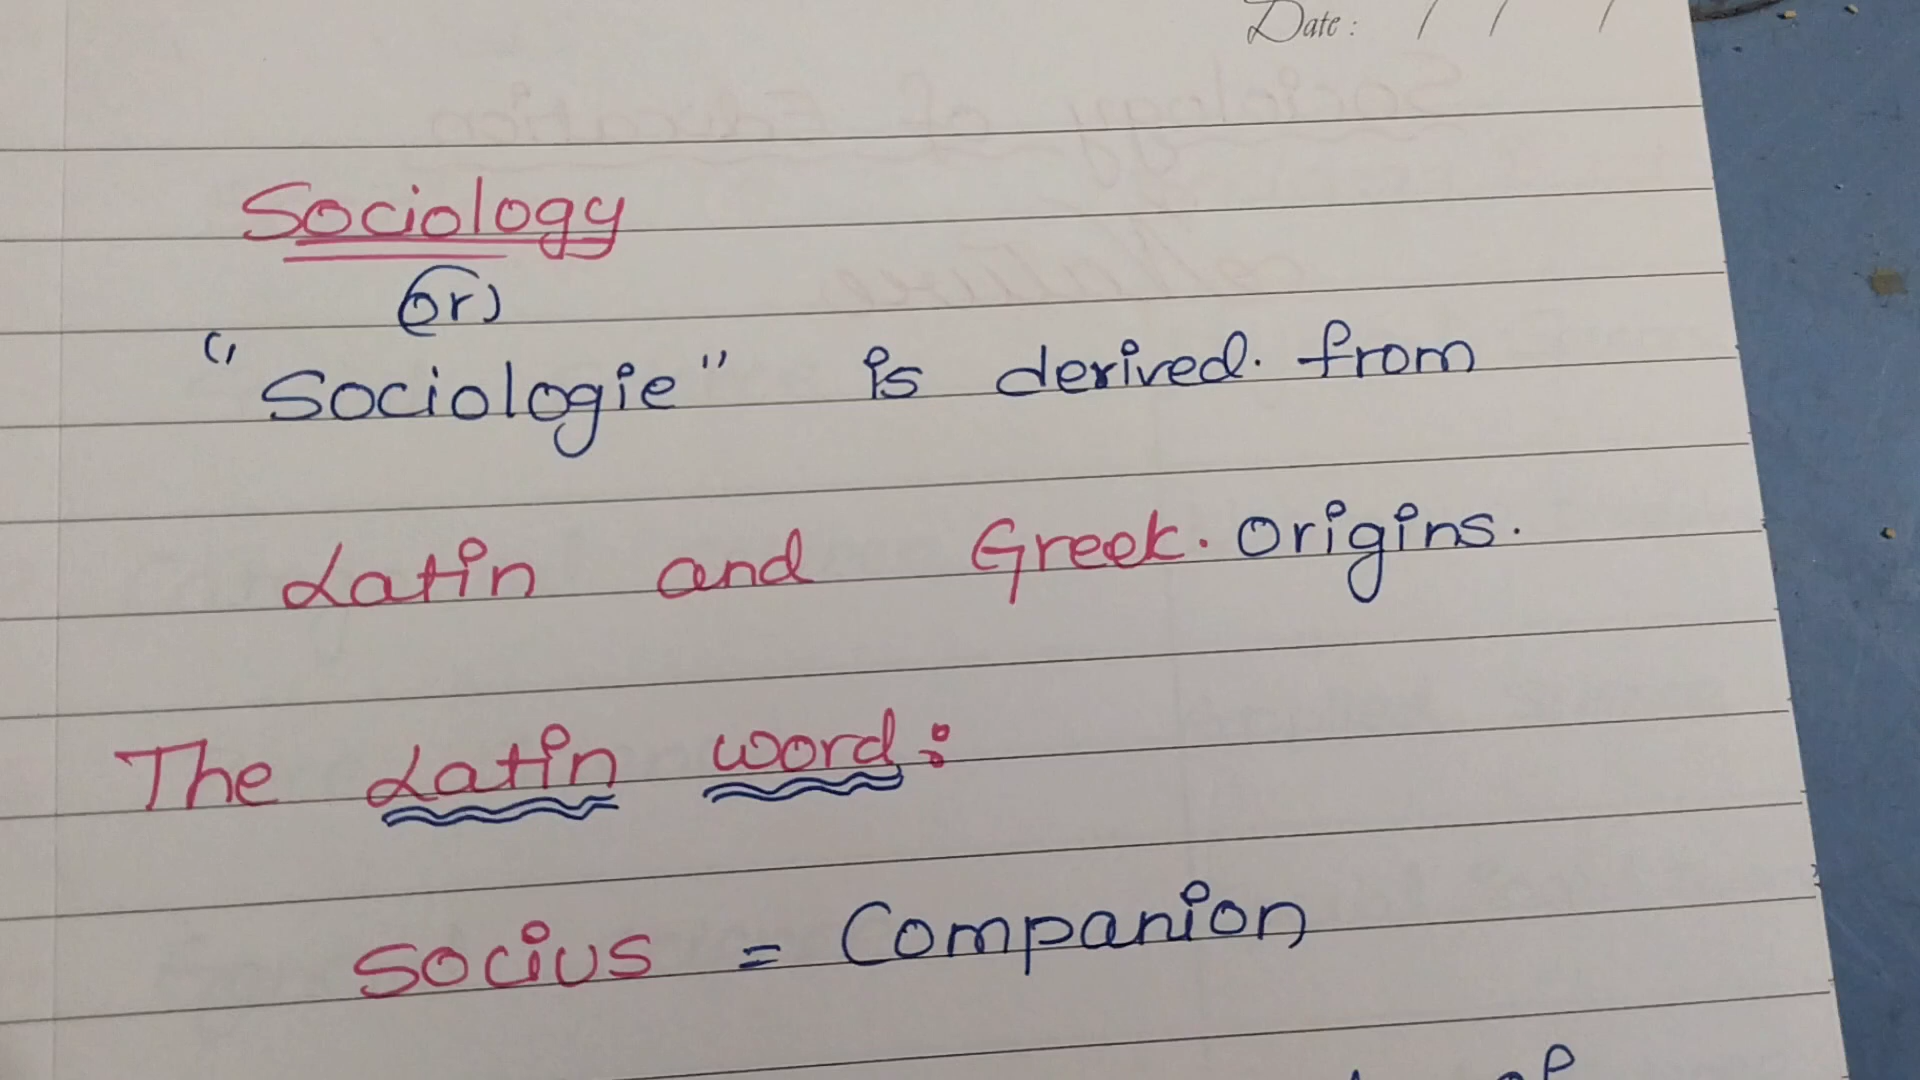 Date: / / /
Sociology
(or)
"Sociologie" is derived. from
Latin and Greek. origins.
The Latin word:
socius = Companion